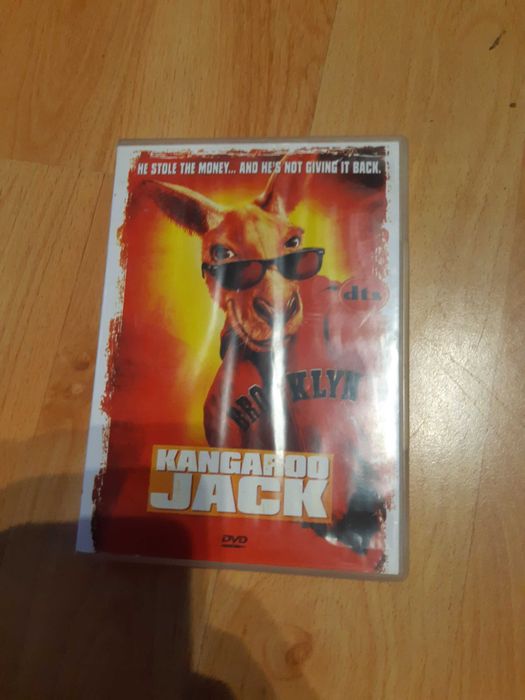 HE STOLE THE MONEY... AND HE'S NOT GIVING IT BACK.
dts
BROOKLYN
KANGAROO
JACK
DVD